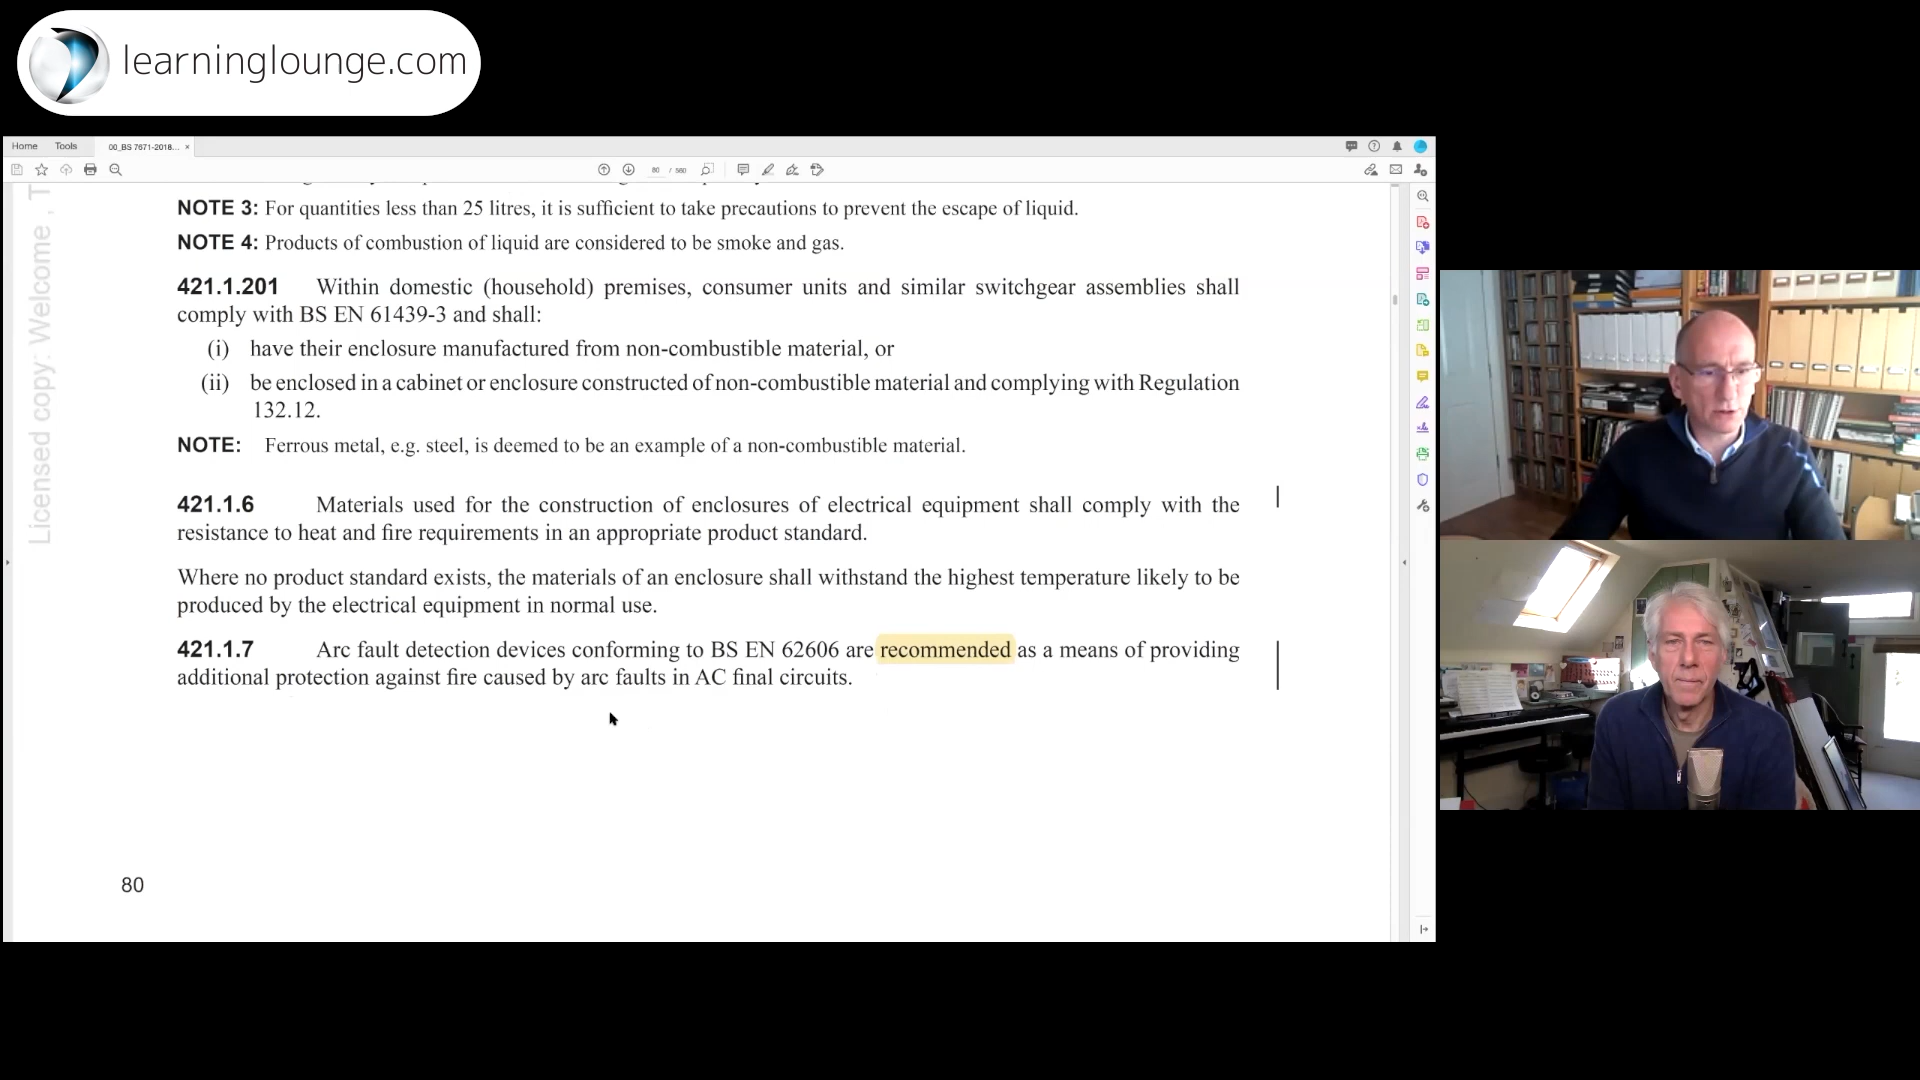 learninglounge.com
Home Tools 00_BS 7671-2018... ×
80 / 560
NOTE 3: For quantities less than 25 litres, it is sufficient to take precautions to prevent the escape of liquid.
NOTE 4: Products of combustion of liquid are considered to be smoke and gas.
421.1.201 Within domestic (household) premises, consumer units and similar switchgear assemblies shall
comply with BS EN 61439-3 and shall:
(i) have their enclosure manufactured from non-combustible material, or
(ii) be enclosed in a cabinet or enclosure constructed of non-combustible material and complying with Regulation
132.12.
NOTE: Ferrous metal, e.g. steel, is deemed to be an example of a non-combustible material.
421.1.6 Materials used for the construction of enclosures of electrical equipment shall comply with the
resistance to heat and fire requirements in an appropriate product standard.
Where no product standard exists, the materials of an enclosure shall withstand the highest temperature likely to be
produced by the electrical equipment in normal use.
421.1.7 Arc fault detection devices conforming to BS EN 62606 are recommended as a means of providing
additional protection against fire caused by arc faults in AC final circuits.
80
Licensed copy: Welcome , T